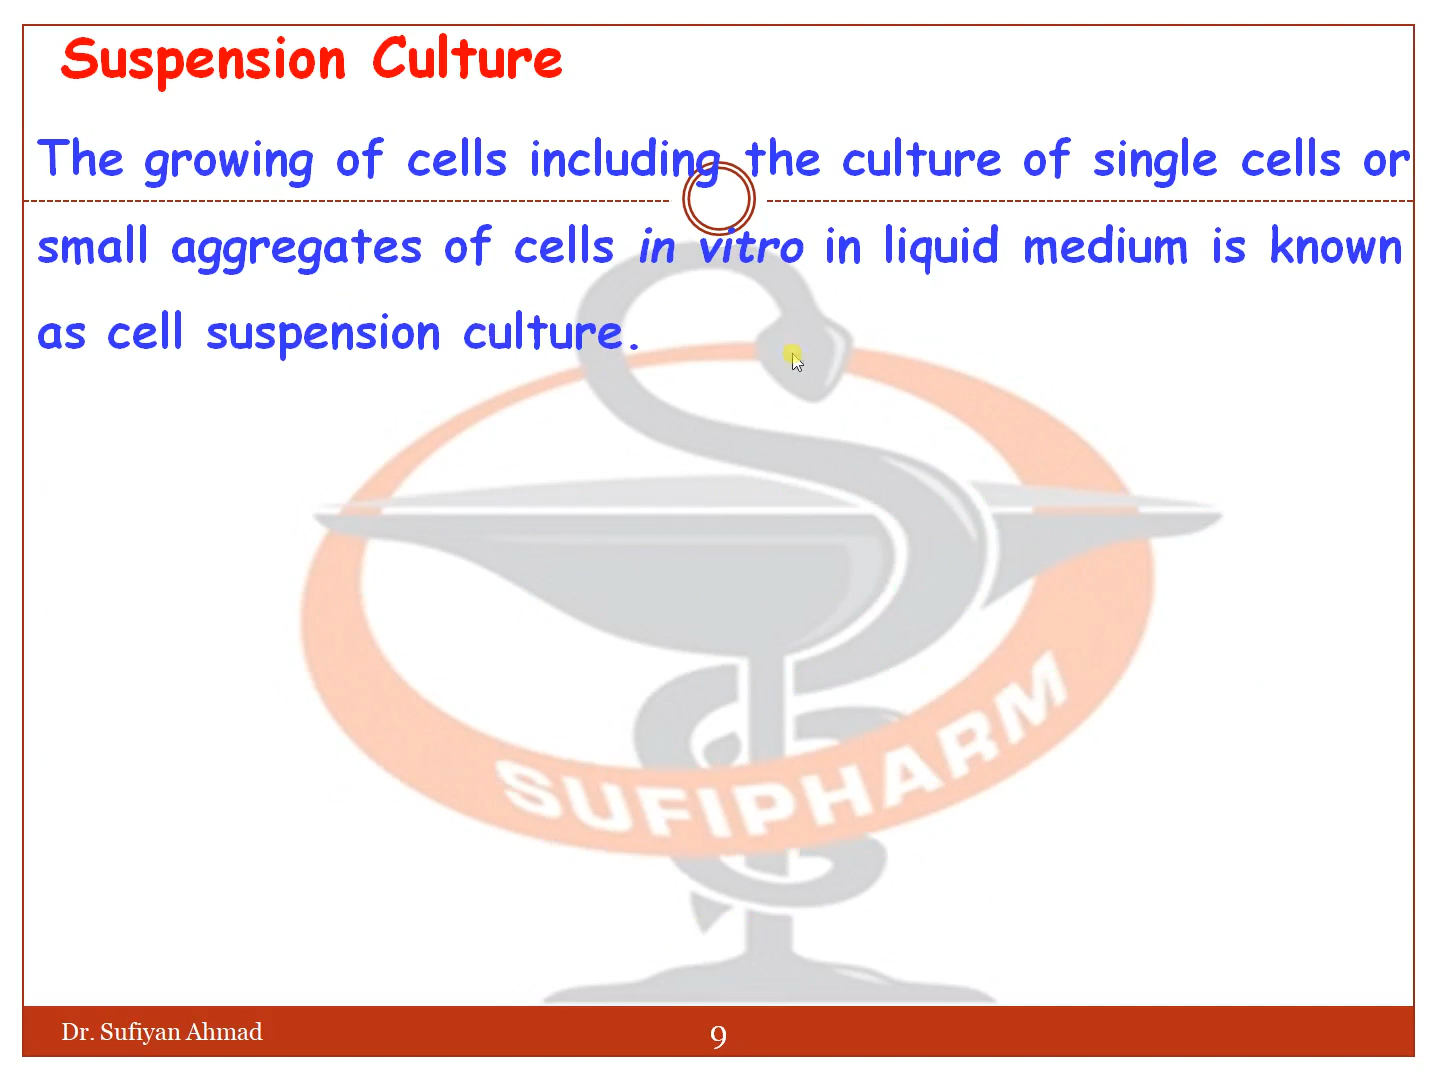 Suspension Culture
The growing of cells including the culture of single cells or
small aggregates of cells in vitro in liquid medium is known
as cell suspension culture.
SUFIPHARM
Dr. Sufiyan Ahmad
9